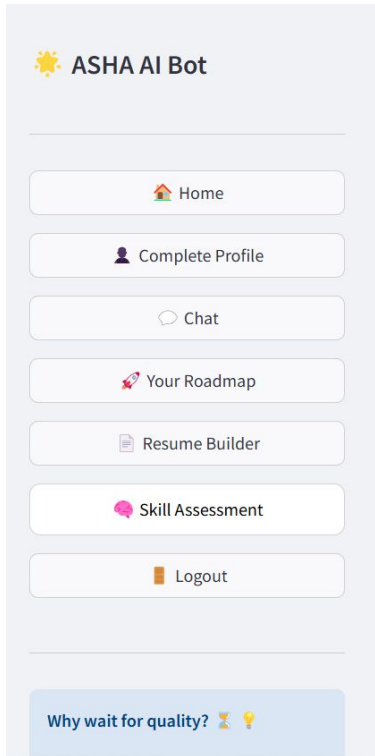 ASHA AI Bot
Home
Complete Profile
Chat
Your Roadmap
Resume Builder
Skill Assessment
Logout
Why wait for quality?